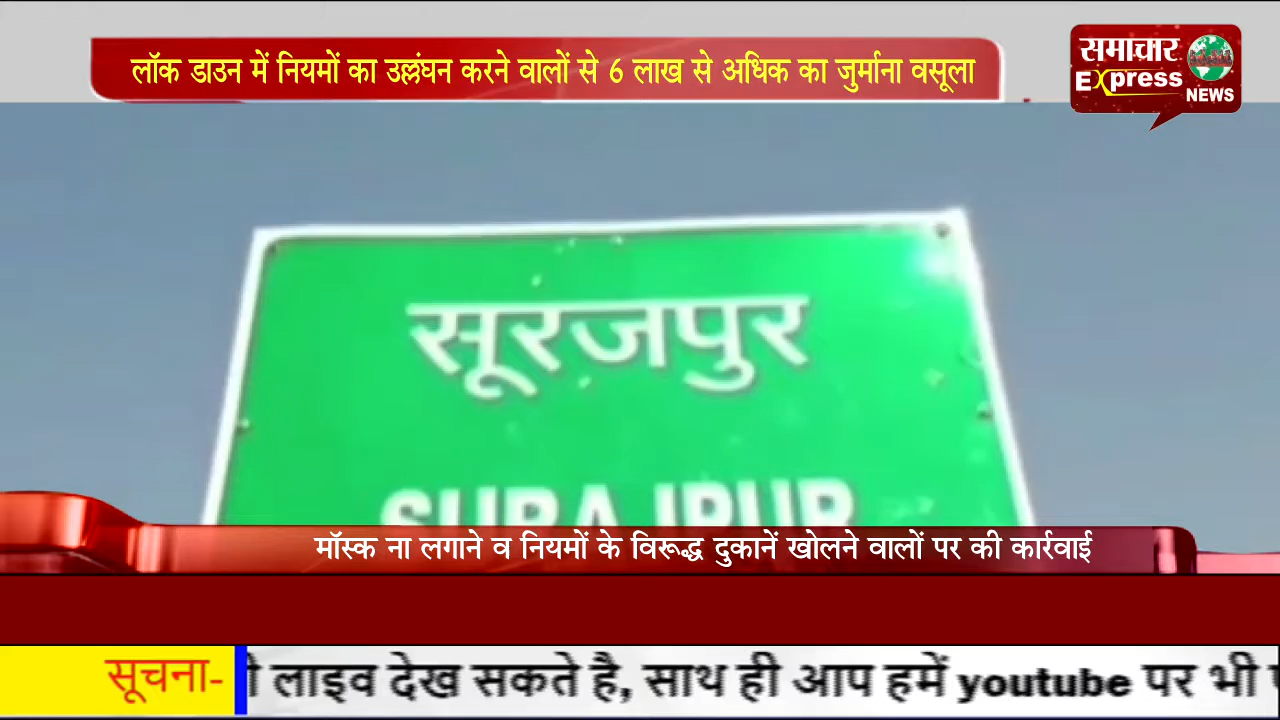 लॉक डाउन में नियमों का उल्लंघन करने वालों से 6 लाख से अधिक का जुर्माना वसूला
समाचार
Express
NEWS
सूरजपुर
SURAJPUR
मॉस्क ना लगाने व नियमों के विरूद्ध दुकानें खोलने वालों पर की कार्रवाई
सूचना- लाइव देख सकते है, साथ ही आप हमें youtube पर भी